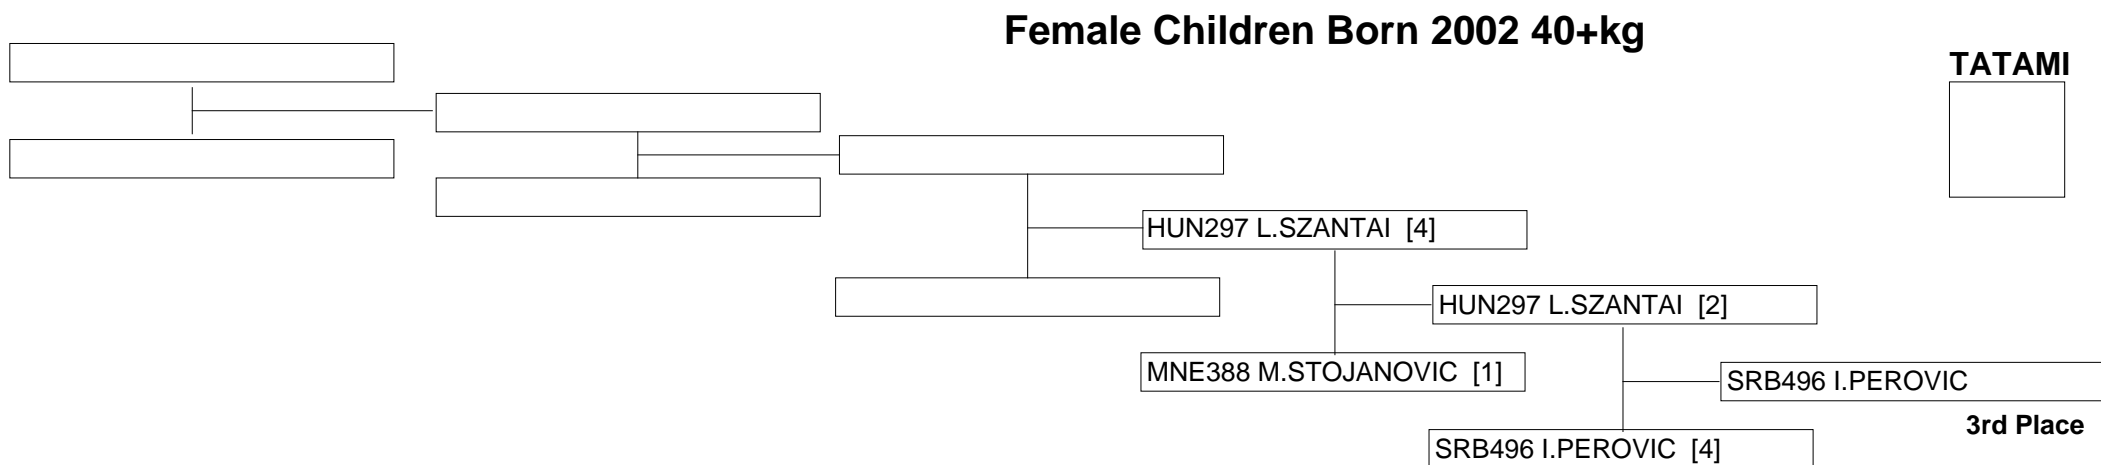 Female Children Born 2002 40+kg
TATAMI
HUN297 L.SZANTAI [4]
HUN297 L.SZANTAI [2]
MNE388 M.STOJANOVIC [1]
SRB496 I.PEROVIC
3rd Place
SRB496 I.PEROVIC [4]